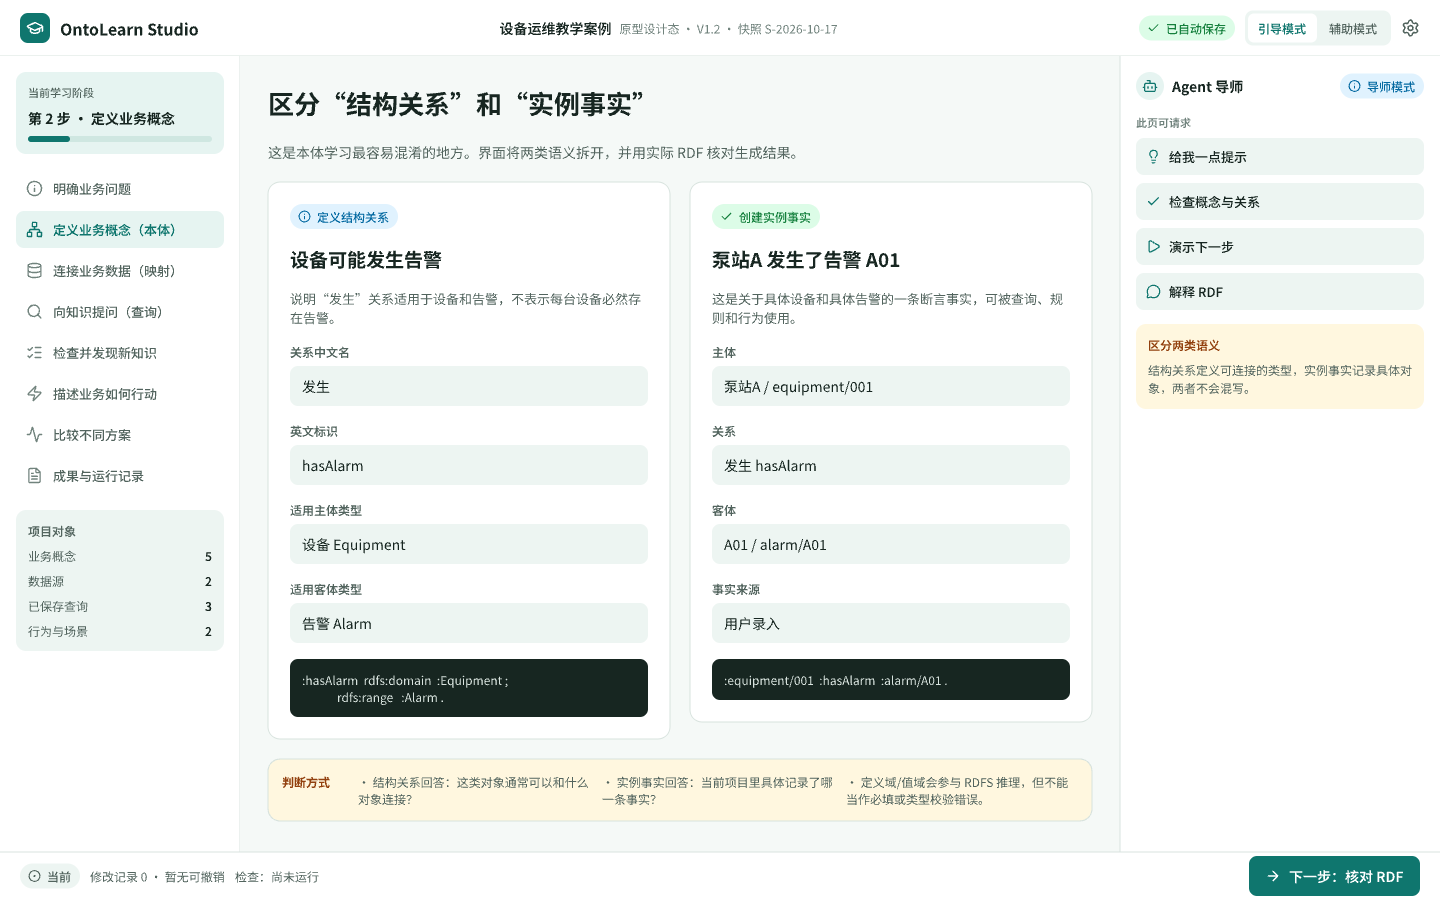 OntoLearn Studio
设备运维教学案例 原型设计态 · V1.2 · 快照 S-2026-10-17
已自动保存
引导模式
辅助模式
当前学习阶段
第 2 步 · 定义业务概念
明确业务问题
定义业务概念（本体）
连接业务数据（映射）
向知识提问（查询）
检查并发现新知识
描述业务如何行动
比较不同方案
成果与运行记录
项目对象
业务概念 5
数据源 2
已保存查询 3
行为与场景 2
区分“结构关系”和“实例事实”
这是本体学习最容易混淆的地方。界面将两类语义拆开，并用实际 RDF 核对生成结果。
定义结构关系
设备可能发生告警
说明“发生”关系适用于设备和告警，不表示每台设备必然存
在告警。
关系中文名
发生
英文标识
hasAlarm
适用主体类型
设备 Equipment
适用客体类型
告警 Alarm
:hasAlarm rdfs:domain :Equipment ;
rdfs:range :Alarm .
创建实例事实
泵站A 发生了告警 A01
这是关于具体设备和具体告警的一条断言事实，可被查询、规
则和行为使用。
主体
泵站A / equipment/001
关系
发生 hasAlarm
客体
A01 / alarm/A01
事实来源
用户录入
:equipment/001 :hasAlarm :alarm/A01 .
判断方式
· 结构关系回答：这类对象通常可以和什么
对象连接？
· 实例事实回答：当前项目里具体记录了哪
一条事实？
· 定义域/值域会参与 RDFS 推理，但不能
当作必填或类型校验错误。
Agent 导师
导师模式
此页可请求
给我一点提示
检查概念与关系
演示下一步
解释 RDF
区分两类语义
结构关系定义可连接的类型，实例事实记录具体对
象，两者不会混写。
当前
修改记录 0 · 暂无可撤销 检查：尚未运行
下一步：核对 RDF